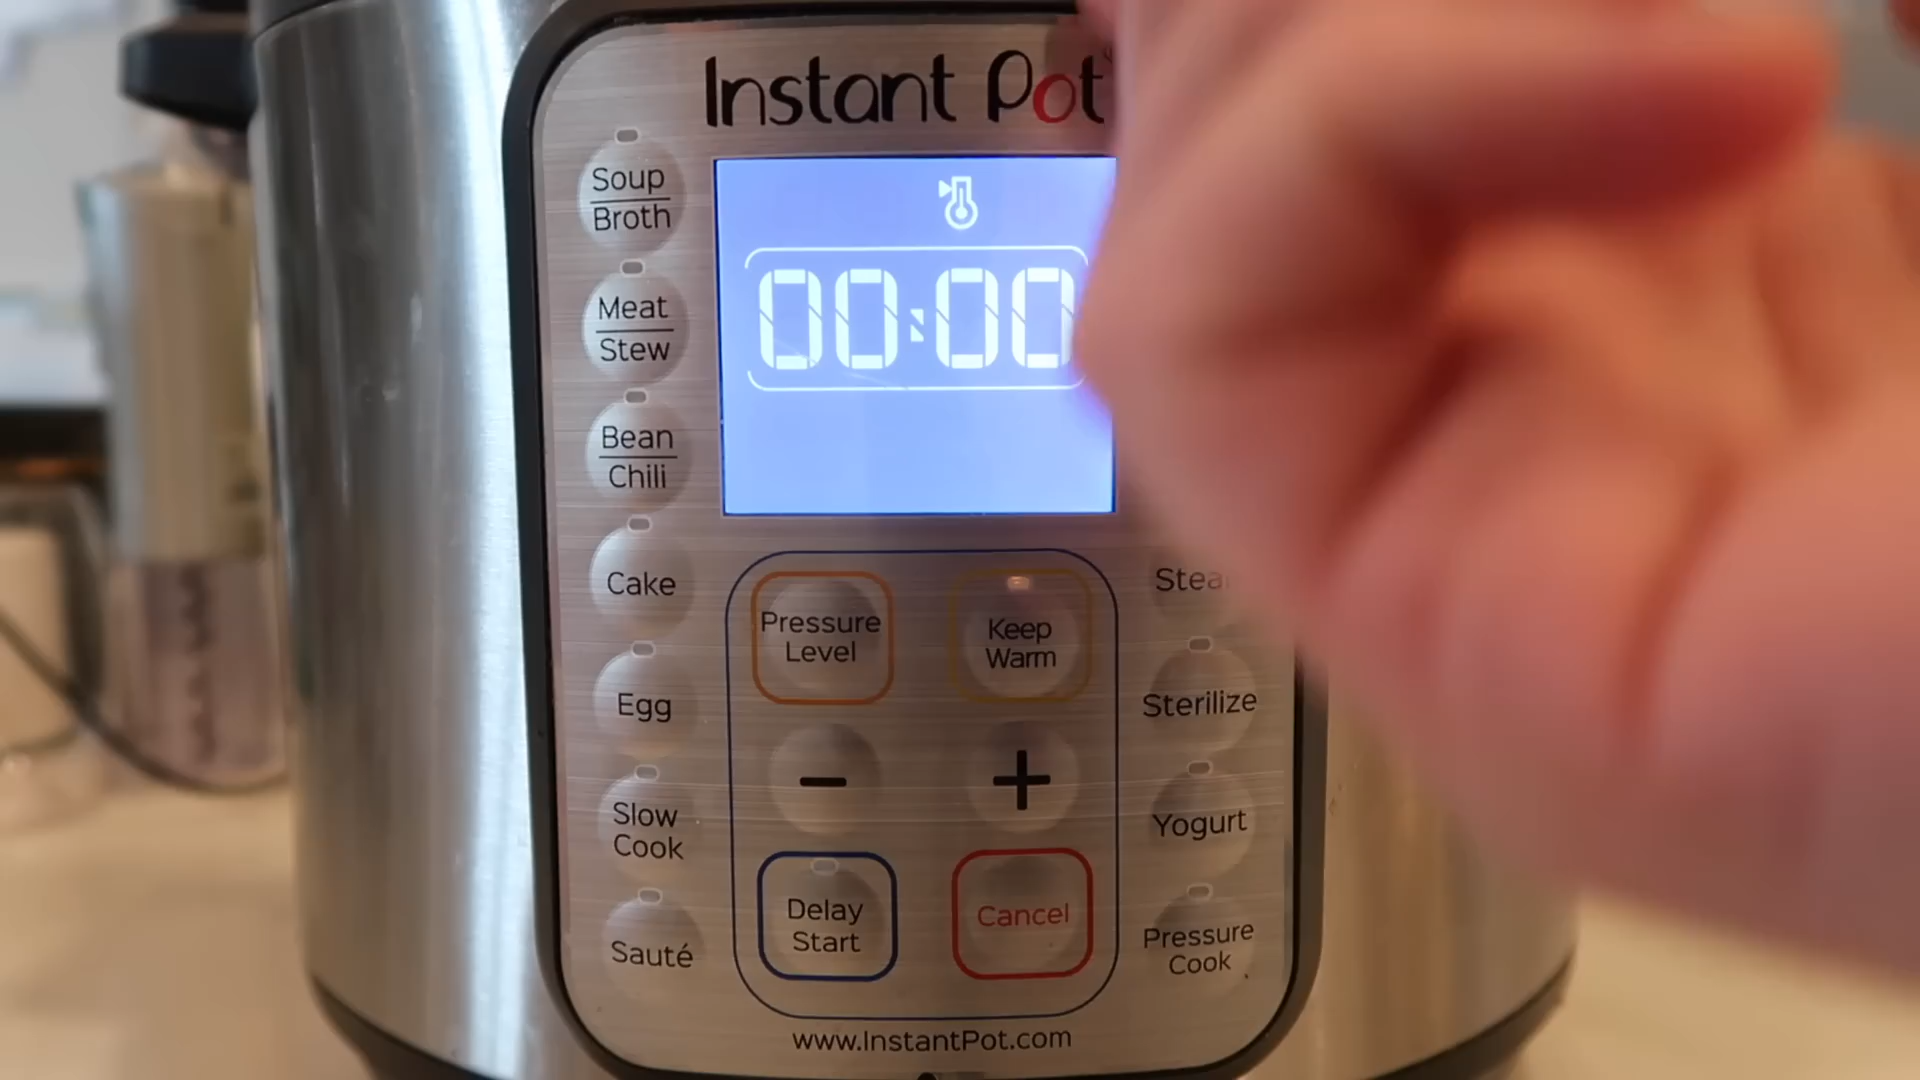 Instant Pot
Soup
Broth
Meat
Stew
Bean
Chili
Cake
Egg
Slow
Cook
Sauté
00:00
Pressure
Level
Keep
Warm
−
+
Delay
Start
Cancel
Sterilize
Yogurt
Pressure
Cook
www.InstantPot.com